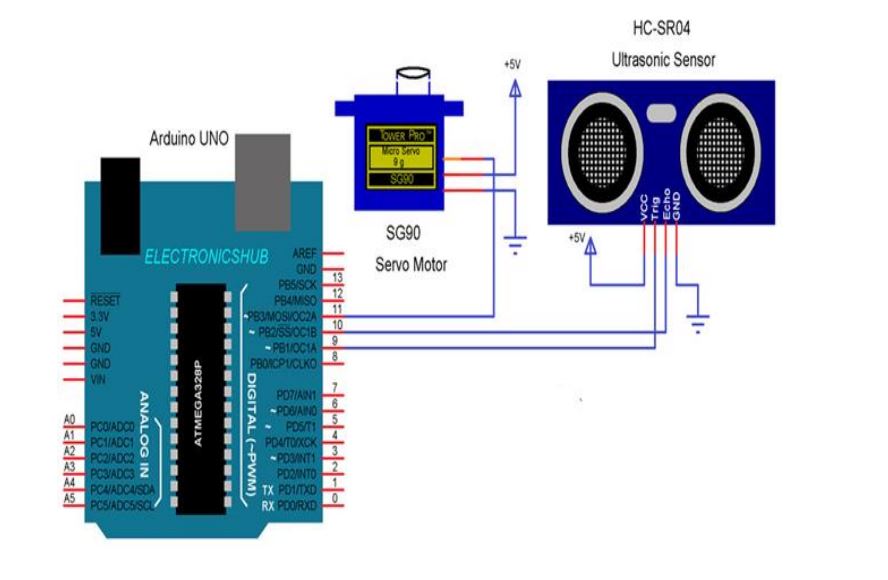 HC-SR04
Ultrasonic Sensor
+5V
Arduino UNO
TOWER PRO™
Micro Servo
9 g
SG90
SG90
Servo Motor
VCC
Trig
Echo
GND
+5V
ELECTRONICSHUB
RESET
3.3V
5V
GND
GND
VIN
A0 PC0/ADC0
A1 PC1/ADC1
A2 PC2/ADC2
A3 PC3/ADC3
A4 PC4/ADC4/SDA
A5 PC5/ADC5/SCL
ANALOG IN
ATMEGA328P
DIGITAL (~PWM)
AREF
GND
PB5/SCK 13
PB4/MISO 12
~PB3/MOSI/OC2A 11
~ PB2/SS/OC1B 10
~ PB1/OC1A 9
PB0/ICP1/CLKO 8
PD7/AIN1 7
~ PD6/AIN0 6
~ PD5/T1 5
PD4/T0/XCK 4
~ PD3/INT1 3
PD2/INT0 2
TX PD1/TXD 1
RX PD0/RXD 0